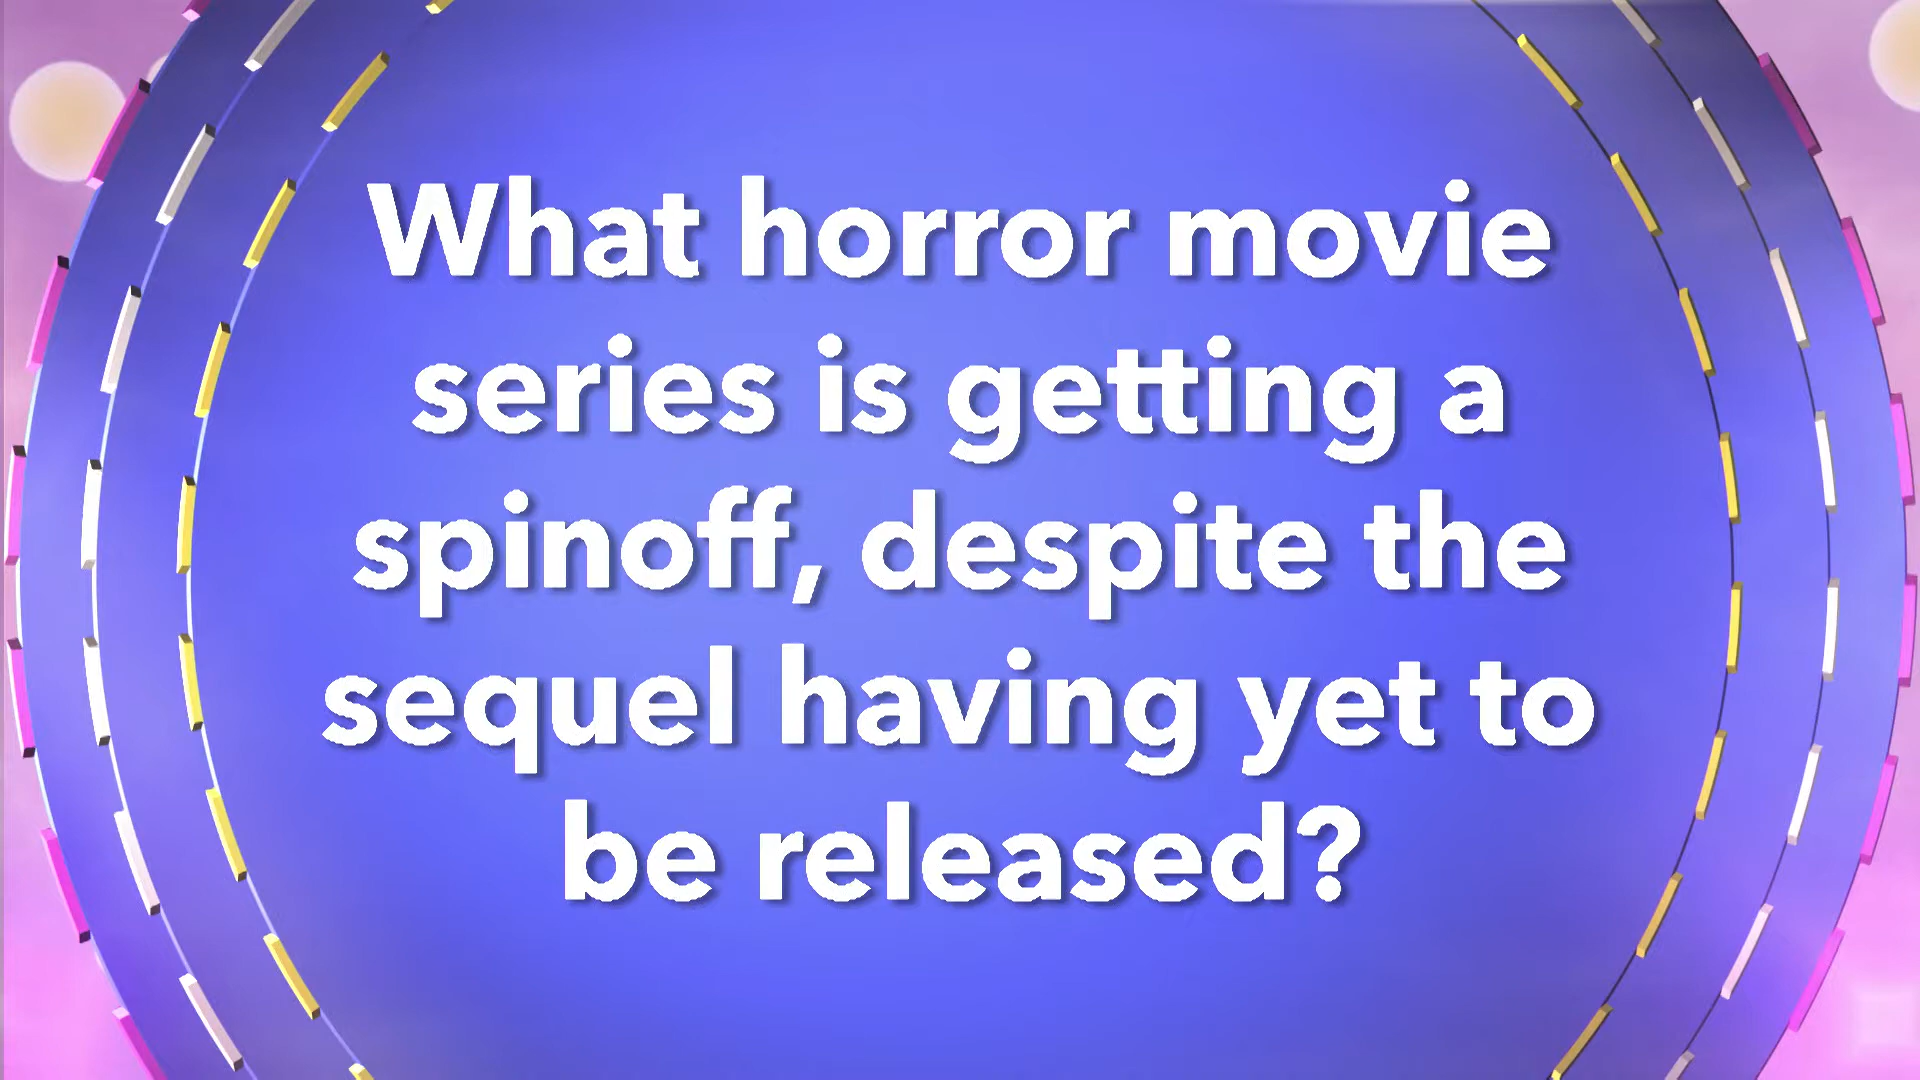 What horror movie
series is getting a
spinoff, despite the
sequel having yet to
be released?